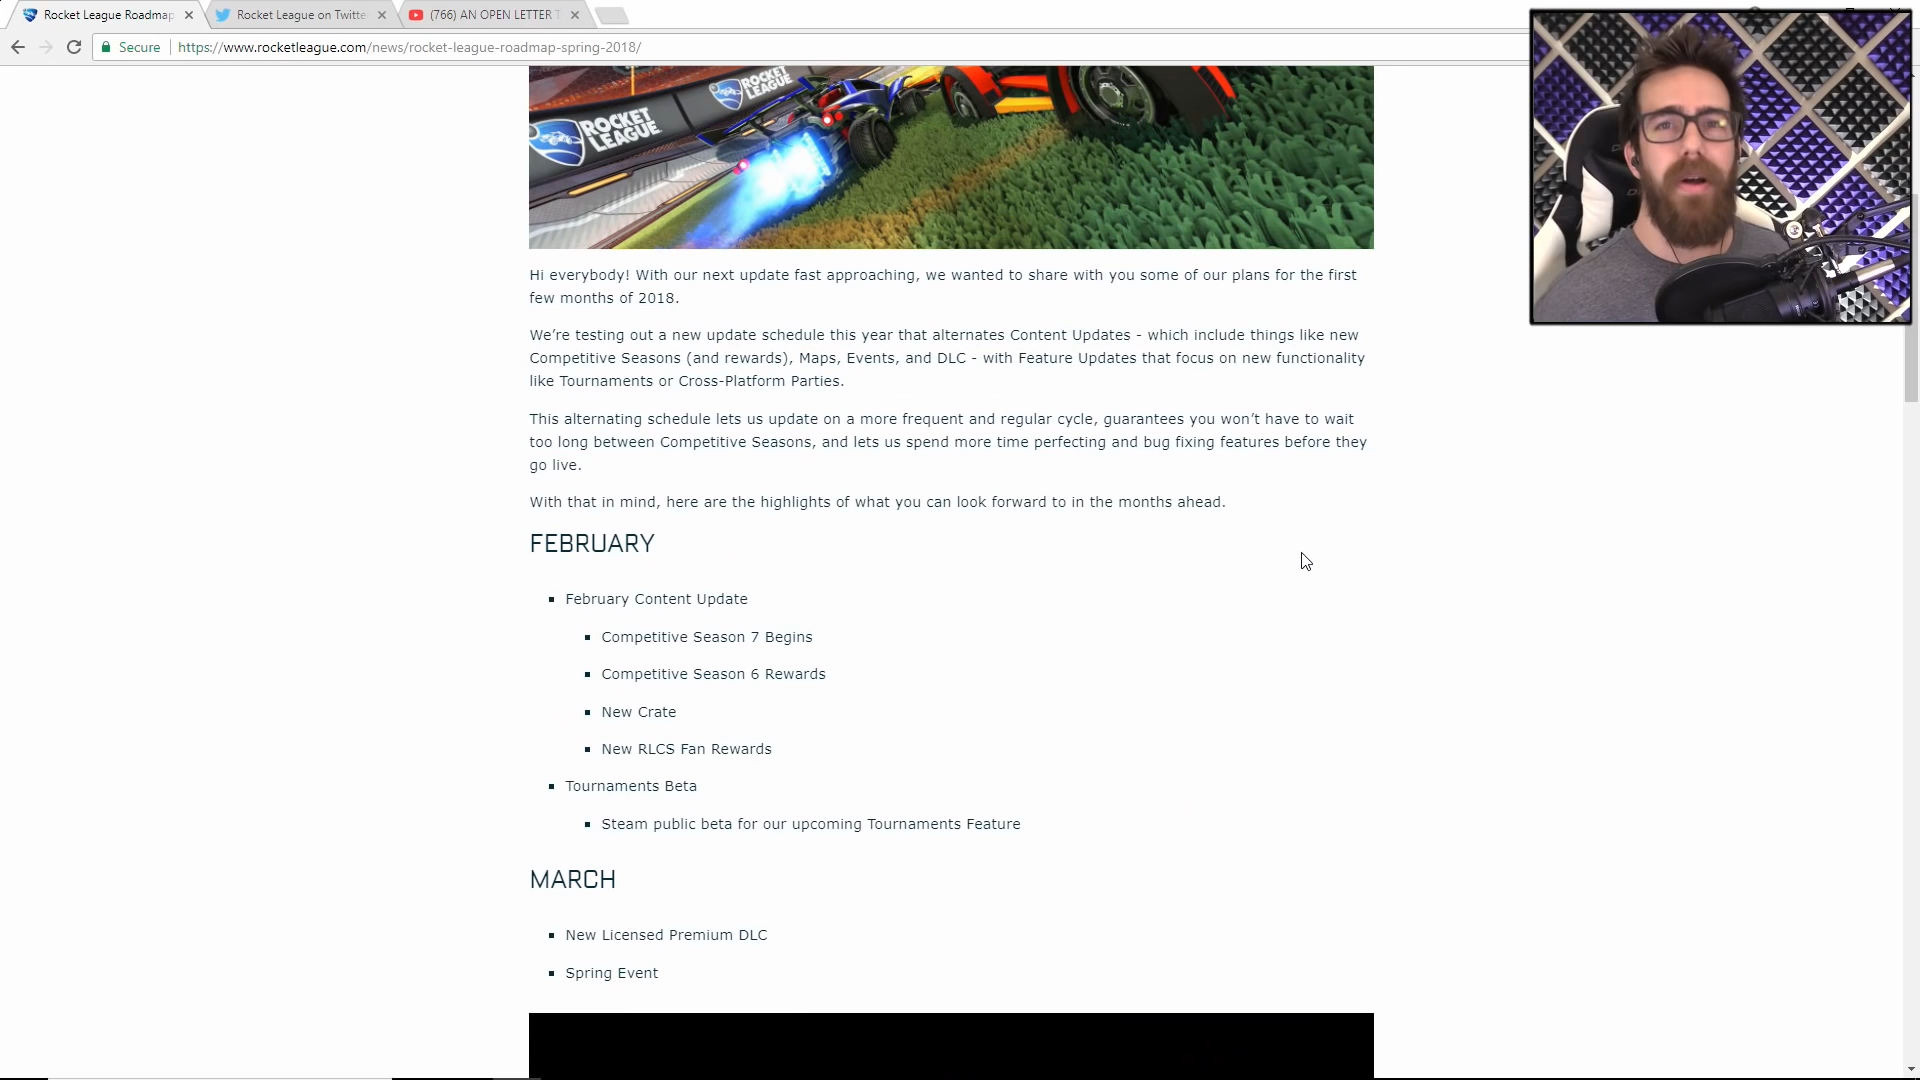 Rocket League Roadmap
Rocket League on Twitte
(766) AN OPEN LETTER T
Secure
https://www.rocketleague.com/news/rocket-league-roadmap-spring-2018/
ROCKET LEAGUE
ROCKET
LEAGUE
Hi everybody! With our next update fast approaching, we wanted to share with you some of our plans for the first
few months of 2018.
We’re testing out a new update schedule this year that alternates Content Updates - which include things like new
Competitive Seasons (and rewards), Maps, Events, and DLC - with Feature Updates that focus on new functionality
like Tournaments or Cross-Platform Parties.
This alternating schedule lets us update on a more frequent and regular cycle, guarantees you won’t have to wait
too long between Competitive Seasons, and lets us spend more time perfecting and bug fixing features before they
go live.
With that in mind, here are the highlights of what you can look forward to in the months ahead.
FEBRUARY
February Content Update
Competitive Season 7 Begins
Competitive Season 6 Rewards
New Crate
New RLCS Fan Rewards
Tournaments Beta
Steam public beta for our upcoming Tournaments Feature
MARCH
New Licensed Premium DLC
Spring Event